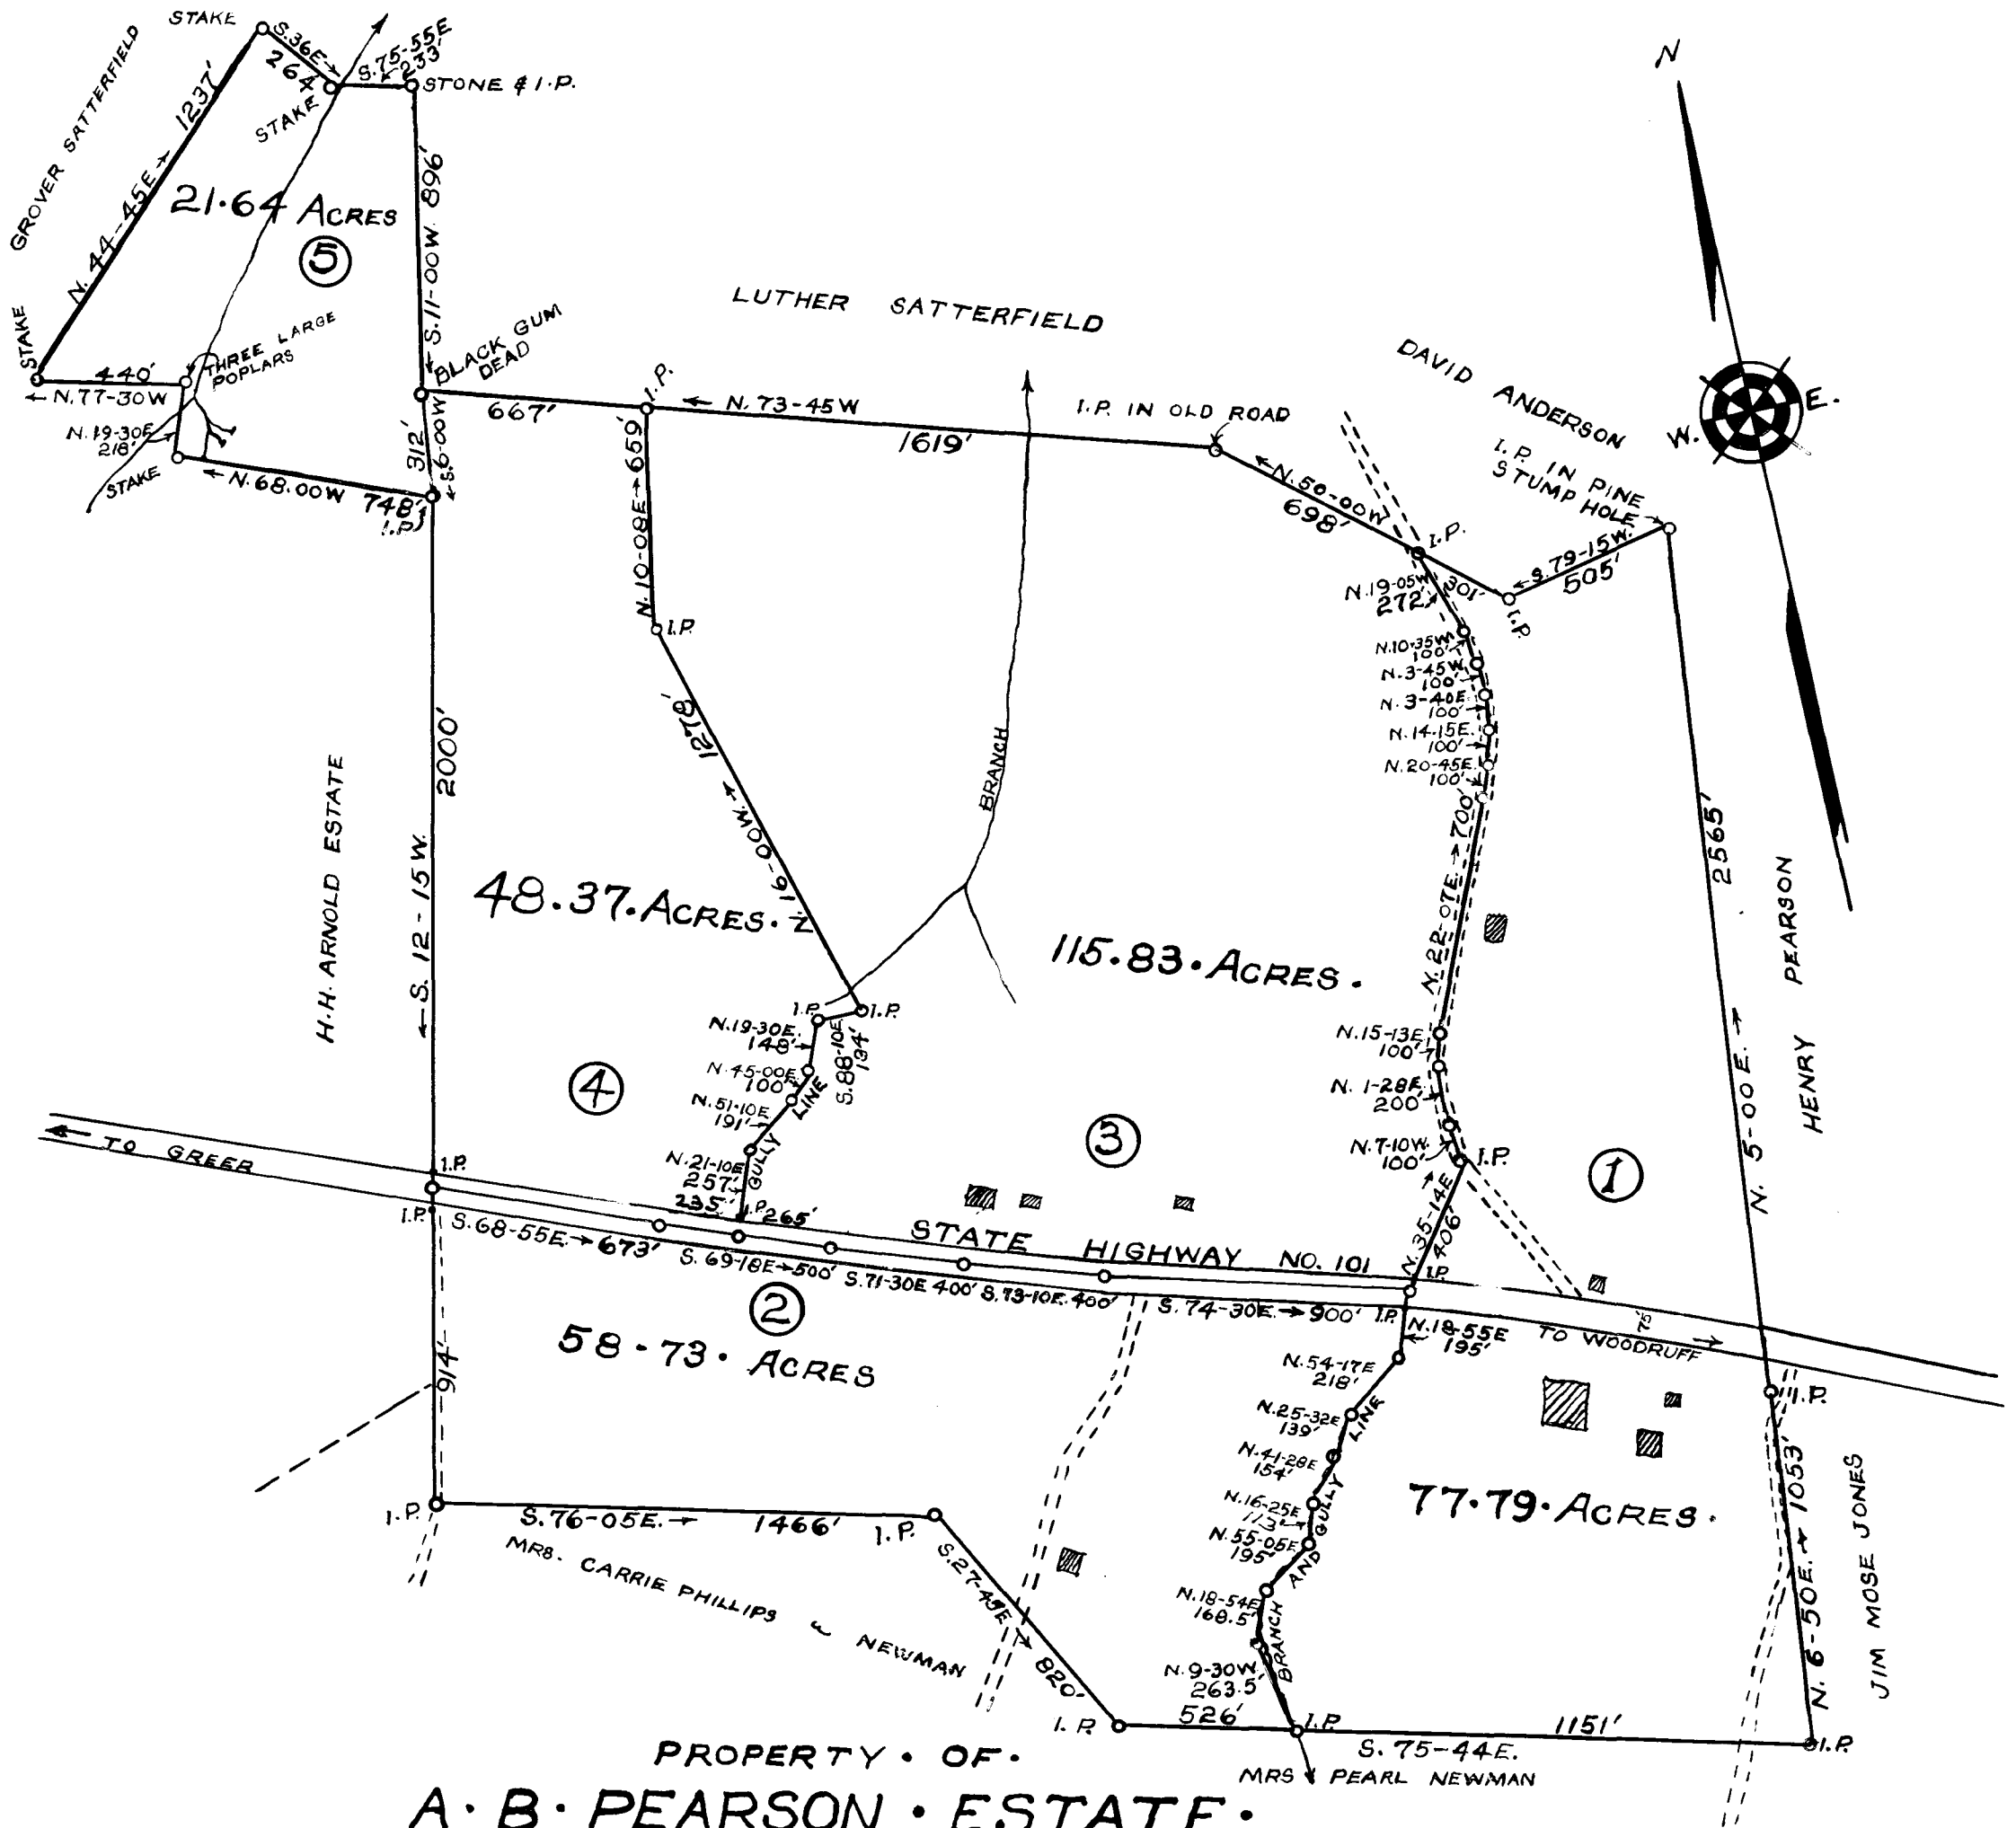 STAKE
S.36E→
264'
S.75-55E
233'
STONE & I.P.
STAKE
GROVER SATTERFIELD
1237'
N. 44-45E→
21.64 ACRES
5
STAKE
440'
← N.77-30W
THREE LARGE
POPLARS
N.19-30E
218'
STAKE
← N.68.00W
748'
I.P.
←S.11-00W. 896'
BLACK GUM
DEAD
312'
←S.6-00W
667'
I.P.
← N. 73-45W
1619'
LUTHER SATTERFIELD
I.P. IN OLD ROAD
DAVID ANDERSON
I.P. IN PINE
STUMP HOLE
N
E.
W.
←N.50-00W
698'
I.P.
301'
←S.79-15W.
505'
I.P.
N.10-08E→659'
I.P.
N.19-05W
272'
N.10-35W
100'
N.3-45W
100'
N.3-40E
100'
N.14.15E.
100'
N.20-45E.
100'
N.22-07E.→700'
N.15-13E
100'
N.1-28E
200'
N.7-10W.
100'
I.P.
N.35-14E→
406'
I.P.
1278'
N.16-00W.→
BRANCH
2000'
←S. 12-15W.
H.H. ARNOLD ESTATE
48.37. ACRES.
115.83. ACRES.
4
3
1
2565'
N. 5-00E.→
HENRY PEARSON
I.P.
I.P.
N.19-30E.
148'
S.88-10E
134'
N.45-00E.
100'
N.51-10E
191'
N.21-10E
257'
GULLY LINE
235'
I.P.
265'
← TO GREER
I.P.
I.P.
S.68-55E.→673'
S. 69-18E→500'
S.71-30E 400'
S.73-10E.400'
S.74-30E.→900'
I.P.
STATE HIGHWAY NO. 101
75'
TO WOODRUFF →
2
58.73. ACRES
914'
N.18-55E
195'
N.54-17E
218'
N.25-32E
139'
N.41-28E
154'
N.16-25E
113'
N.55-05E
195'
N.18-54E
168.5'
N.9-30W.
263.5'
BRANCH AND GULLY LINE
77.79. ACRES.
I.P.
N. 6-50E.→1053'
JIM MOSE JONES
I.P.
S.76-05E.→ 1466'
I.P.
MRS. CARRIE PHILLIPS & NEWMAN
S.27-45E
820'
I.P.
526'
I.P.
1151'
S. 75-44E.
I.P.
MRS PEARL NEWMAN
PROPERTY. OF.
A. B. PEARSON. ESTATE.